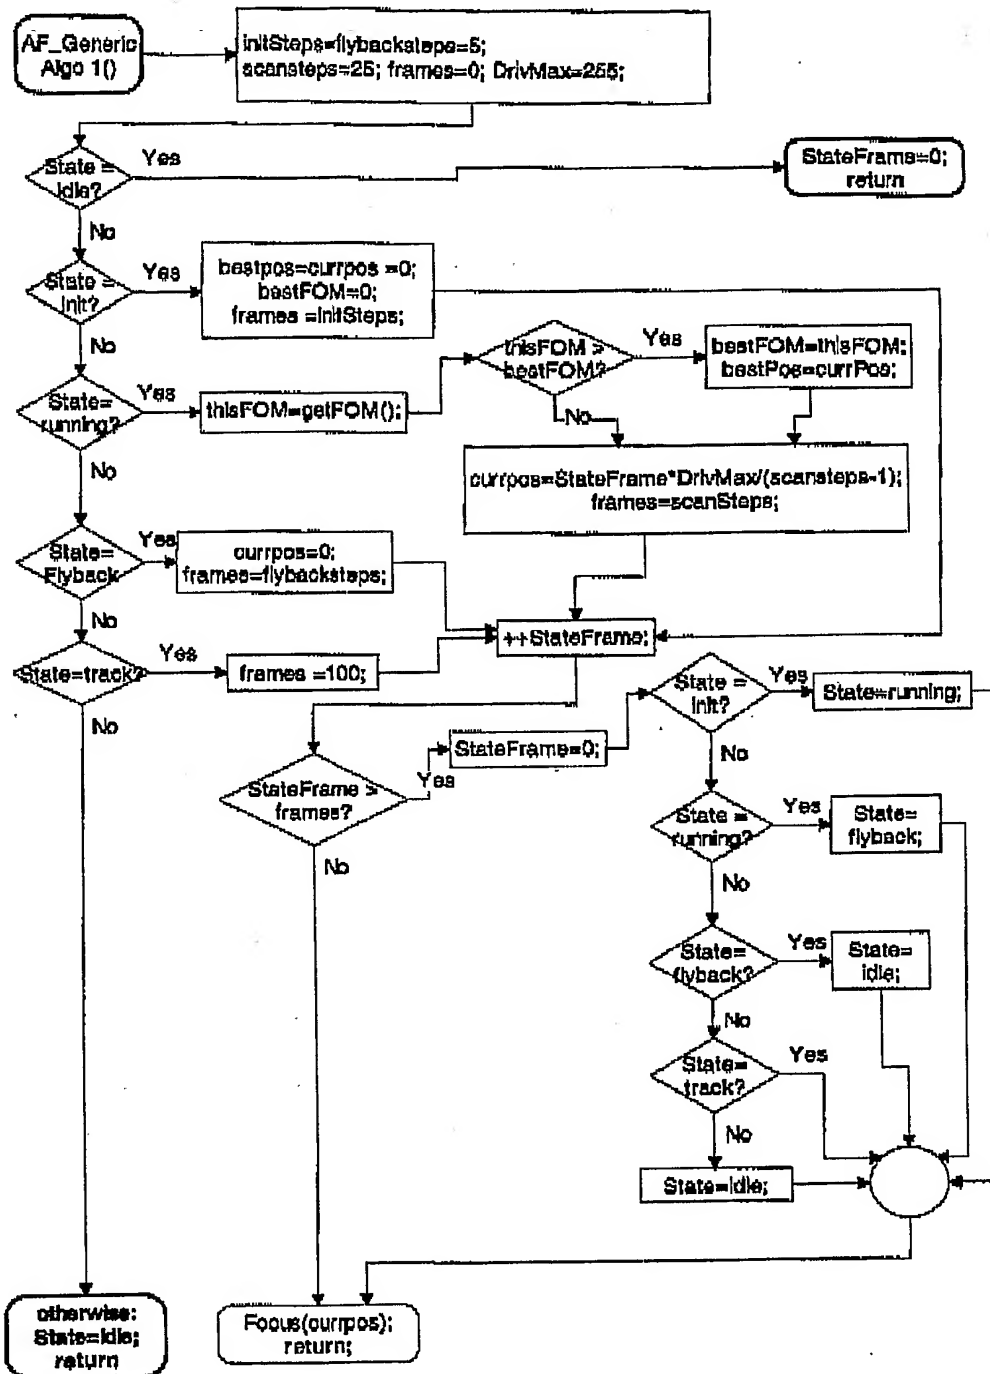 AF_Generic
Algo 1()
initSteps=flybacksteps=5;
scansteps=25; frames=0; DrivMax=255;
State =
idle?
Yes
StateFrame=0;
return
No
State =
Init?
Yes
bestpos=currpos =0;
bestFOM=0;
frames =InitSteps;
No
thisFOM >
bestFOM?
Yes
bestFOM=thisFOM;
bestPos=currPos;
State=
running?
Yes
thisFOM=getFOM();
No
No
currpos=StateFrame*DrivMax/(scansteps-1);
frames=scanSteps;
State=
Flyback
Yes
currpos=0;
frames=flybacksteps;
No
++StateFrame;
State=track?
Yes
frames =100;
No
State =
Init?
Yes
State=running;
StateFrame=0;
No
StateFrame >
frames?
Yes
State =
running?
Yes
State=
flyback;
No
No
State=
flyback?
Yes
State=
idle;
No
State=
track?
Yes
No
State=Idle;
otherwise:
State=Idle;
return
Focus(currpos);
return;